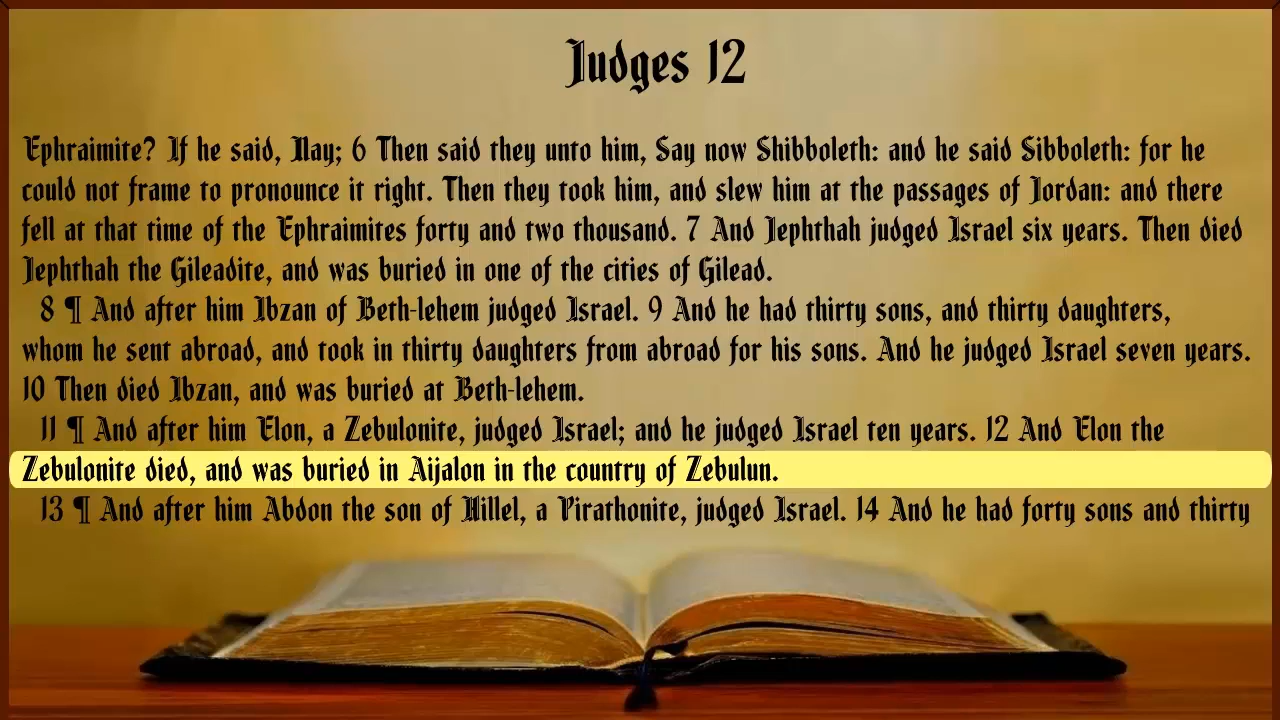 Judges 12
Ephraimite? If he said, Nay; 6 Then said they unto him, Say now Shibboleth: and he said Sibboleth: for he
could not frame to pronounce it right. Then they took him, and slew him at the passages of Jordan: and there
fell at that time of the Ephraimites forty and two thousand. 7 And Jephthah judged Israel six years. Then died
Jephthah the Gileadite, and was buried in one of the cities of Gilead.
8 ¶ And after him Ibzan of Beth-lehem judged Israel. 9 And he had thirty sons, and thirty daughters,
whom he sent abroad, and took in thirty daughters from abroad for his sons. And he judged Israel seven years.
10 Then died Ibzan, and was buried at Beth-lehem.
11 ¶ And after him Elon, a Zebulonite, judged Israel; and he judged Israel ten years. 12 And Elon the
Zebulonite died, and was buried in Aijalon in the country of Zebulun.
13 ¶ And after him Abdon the son of Hillel, a Pirathonite, judged Israel. 14 And he had forty sons and thirty